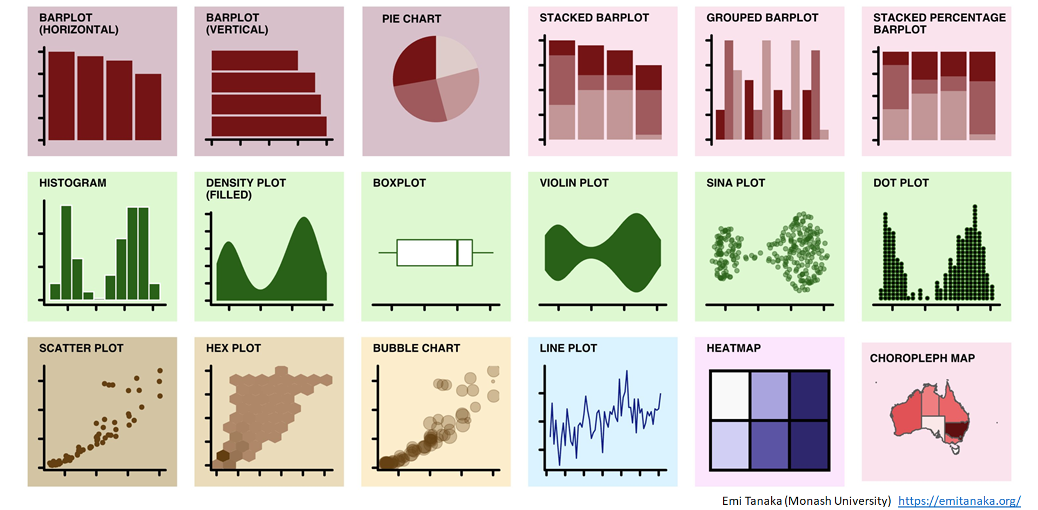 BARPLOT
(HORIZONTAL)
BARPLOT
(VERTICAL)
PIE CHART
STACKED BARPLOT
GROUPED BARPLOT
STACKED PERCENTAGE
BARPLOT
HISTOGRAM
DENSITY PLOT
(FILLED)
BOXPLOT
VIOLIN PLOT
SINA PLOT
DOT PLOT
SCATTER PLOT
HEX PLOT
BUBBLE CHART
LINE PLOT
HEATMAP
CHOROPLEPH MAP
Emi Tanaka (Monash University) https://emitanaka.org/